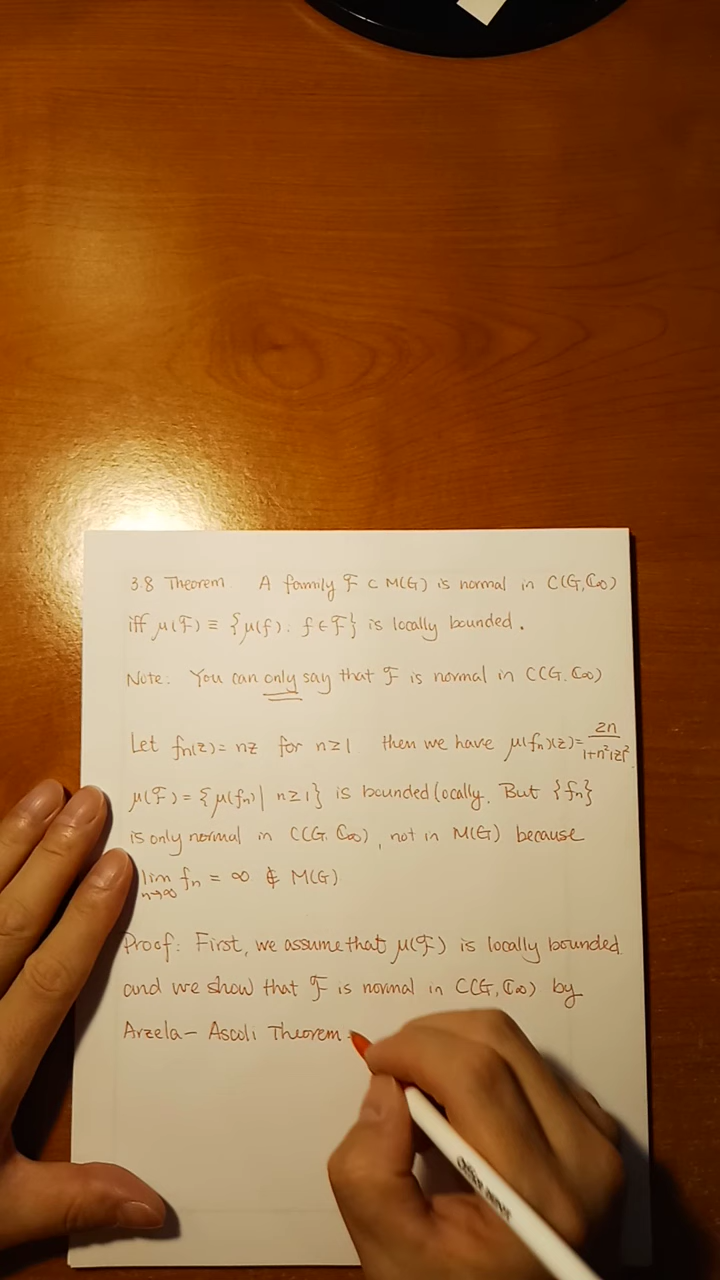 3.8 Theorem. A family ℱ ⊂ M(G) is normal in C(G,ℂ∞)
iff μ(ℱ) ≡ {μ(f). f∈ℱ} is locally bounded.
Note: You can only say that ℱ is normal in C(G.ℂ∞)
Let fn(z) = nz for n≥1 then we have μ(fn)(z) = 2n/1+n²|z|².
μ(ℱ) = {μ(fn) | n≥1} is bounded locally. But {fn}
is only normal in C(G.ℂ∞), not in M(G) because
lim n→∞ fn = ∞ ∉ M(G)
Proof: First, we assume that μ(ℱ) is locally bounded.
and we show that ℱ is normal in C(G,ℂ∞) by
Arzela-Ascoli Theorem.